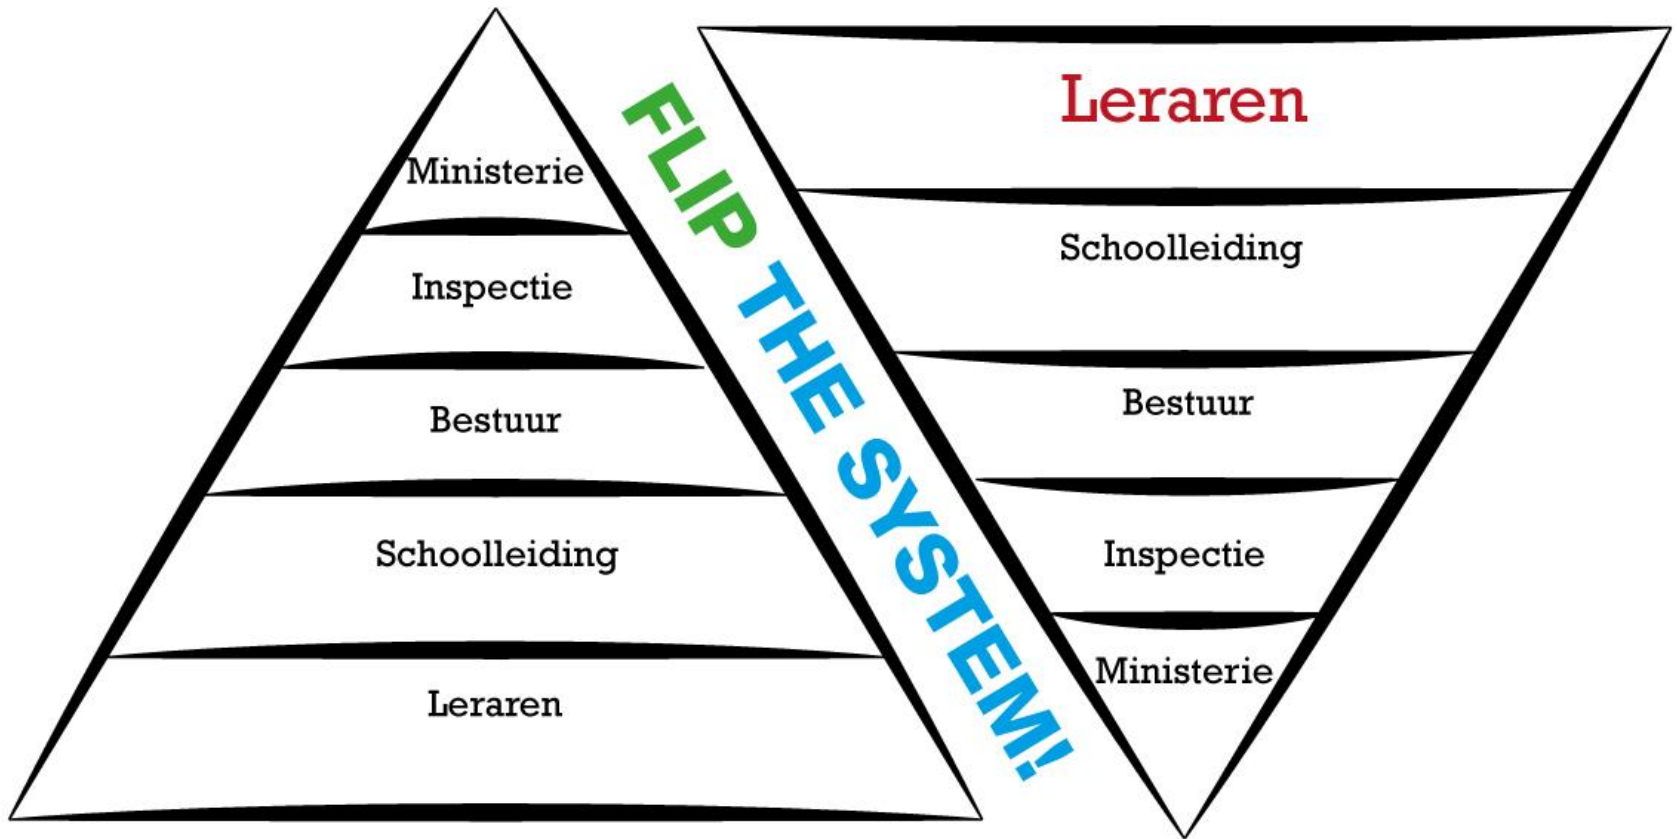 Ministerie
Inspectie
Bestuur
Schoolleiding
Leraren
FLIP THE SYSTEM!
Leraren
Schoolleiding
Bestuur
Inspectie
Ministerie